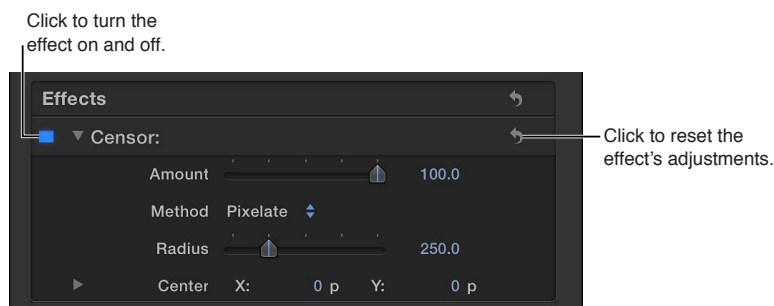 Click to turn the
effect on and off.
Effects
Censor:
Click to reset the
effect's adjustments.
Amount 100.0
Method Pixelate
Radius 250.0
Center X: 0 p Y: 0 p